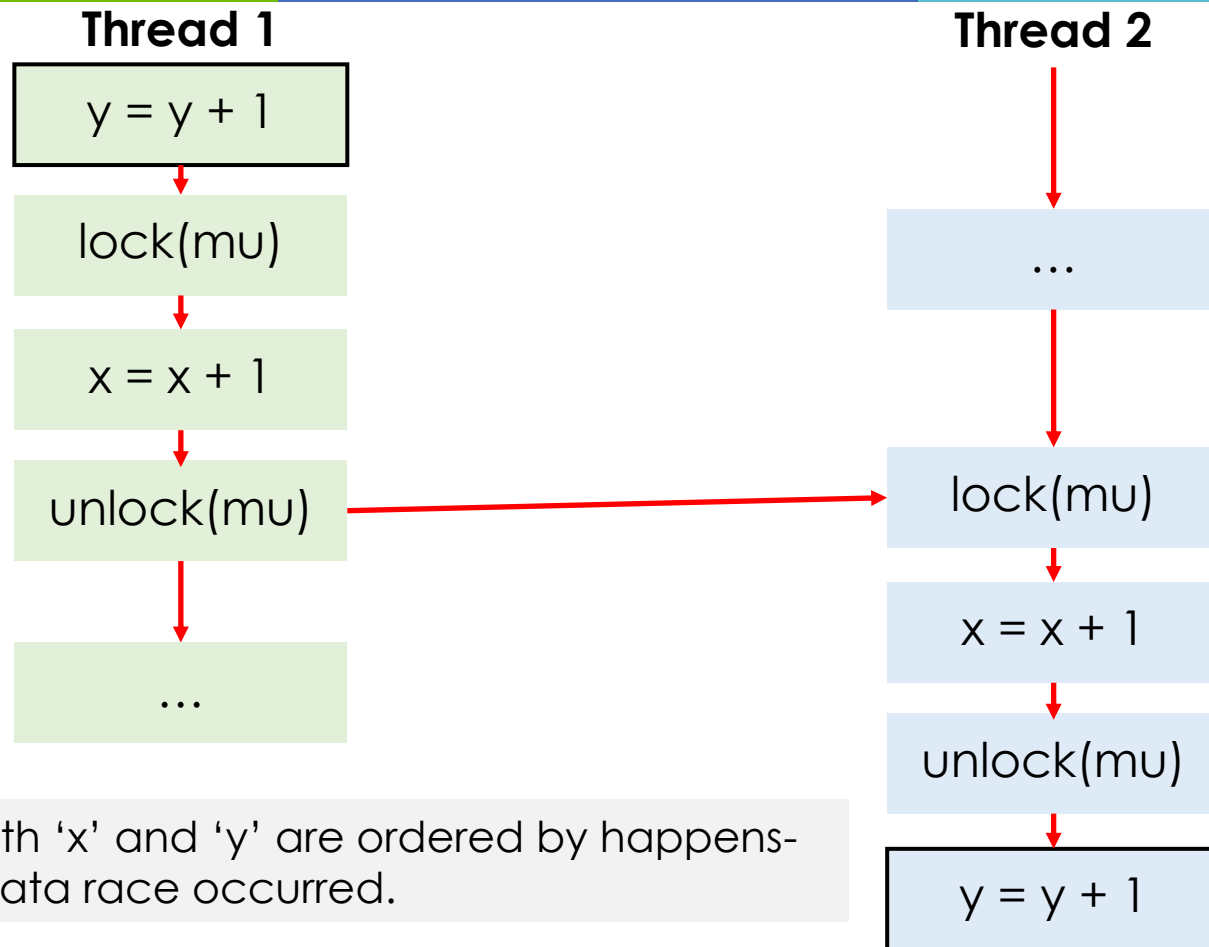 Thread 1
y = y + 1
lock(mu)
x = x + 1
unlock(mu)
...
Thread 2
...
lock(mu)
x = x + 1
unlock(mu)
y = y + 1
th ‘x’ and ‘y’ are ordered by happens-
ata race occurred.